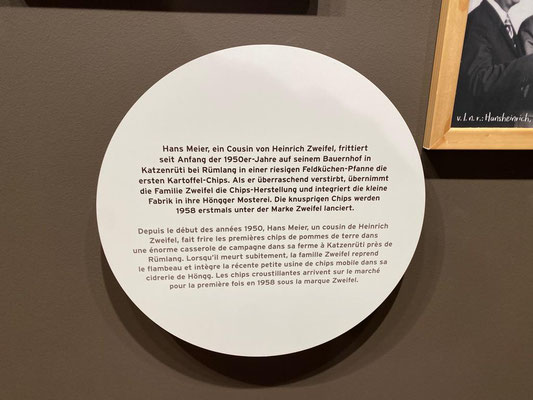 Hans Meier, ein Cousin von Heinrich Zweifel, frittiert
seit Anfang der 1950er-Jahre auf seinem Bauernhof in
Katzenrüti bei Rümlang in einer riesigen Feldküchen-Pfanne die
ersten Kartoffel-Chips. Als er überraschend verstirbt, übernimmt
die Familie Zweifel die Chips-Herstellung und integriert die kleine
Fabrik in ihre Höngger Mosterei. Die knusprigen Chips werden
1958 erstmals unter der Marke Zweifel lanciert.
Depuis le début des années 1950, Hans Meier, un cousin de Heinrich
Zweifel, fait frire les premières chips de pommes de terre dans
une énorme casserole de campagne dans sa ferme à Katzenrüti près de
Rümlang. Lorsqu'il meurt subitement, la famille Zweifel reprend
le flambeau et intègre la récente petite usine de chips mobile dans sa
cidrerie de Höngg. Les chips croustillantes arrivent sur le marché
pour la première fois en 1958 sous la marque Zweifel.
v. l. n. r.: Hansheinrich,